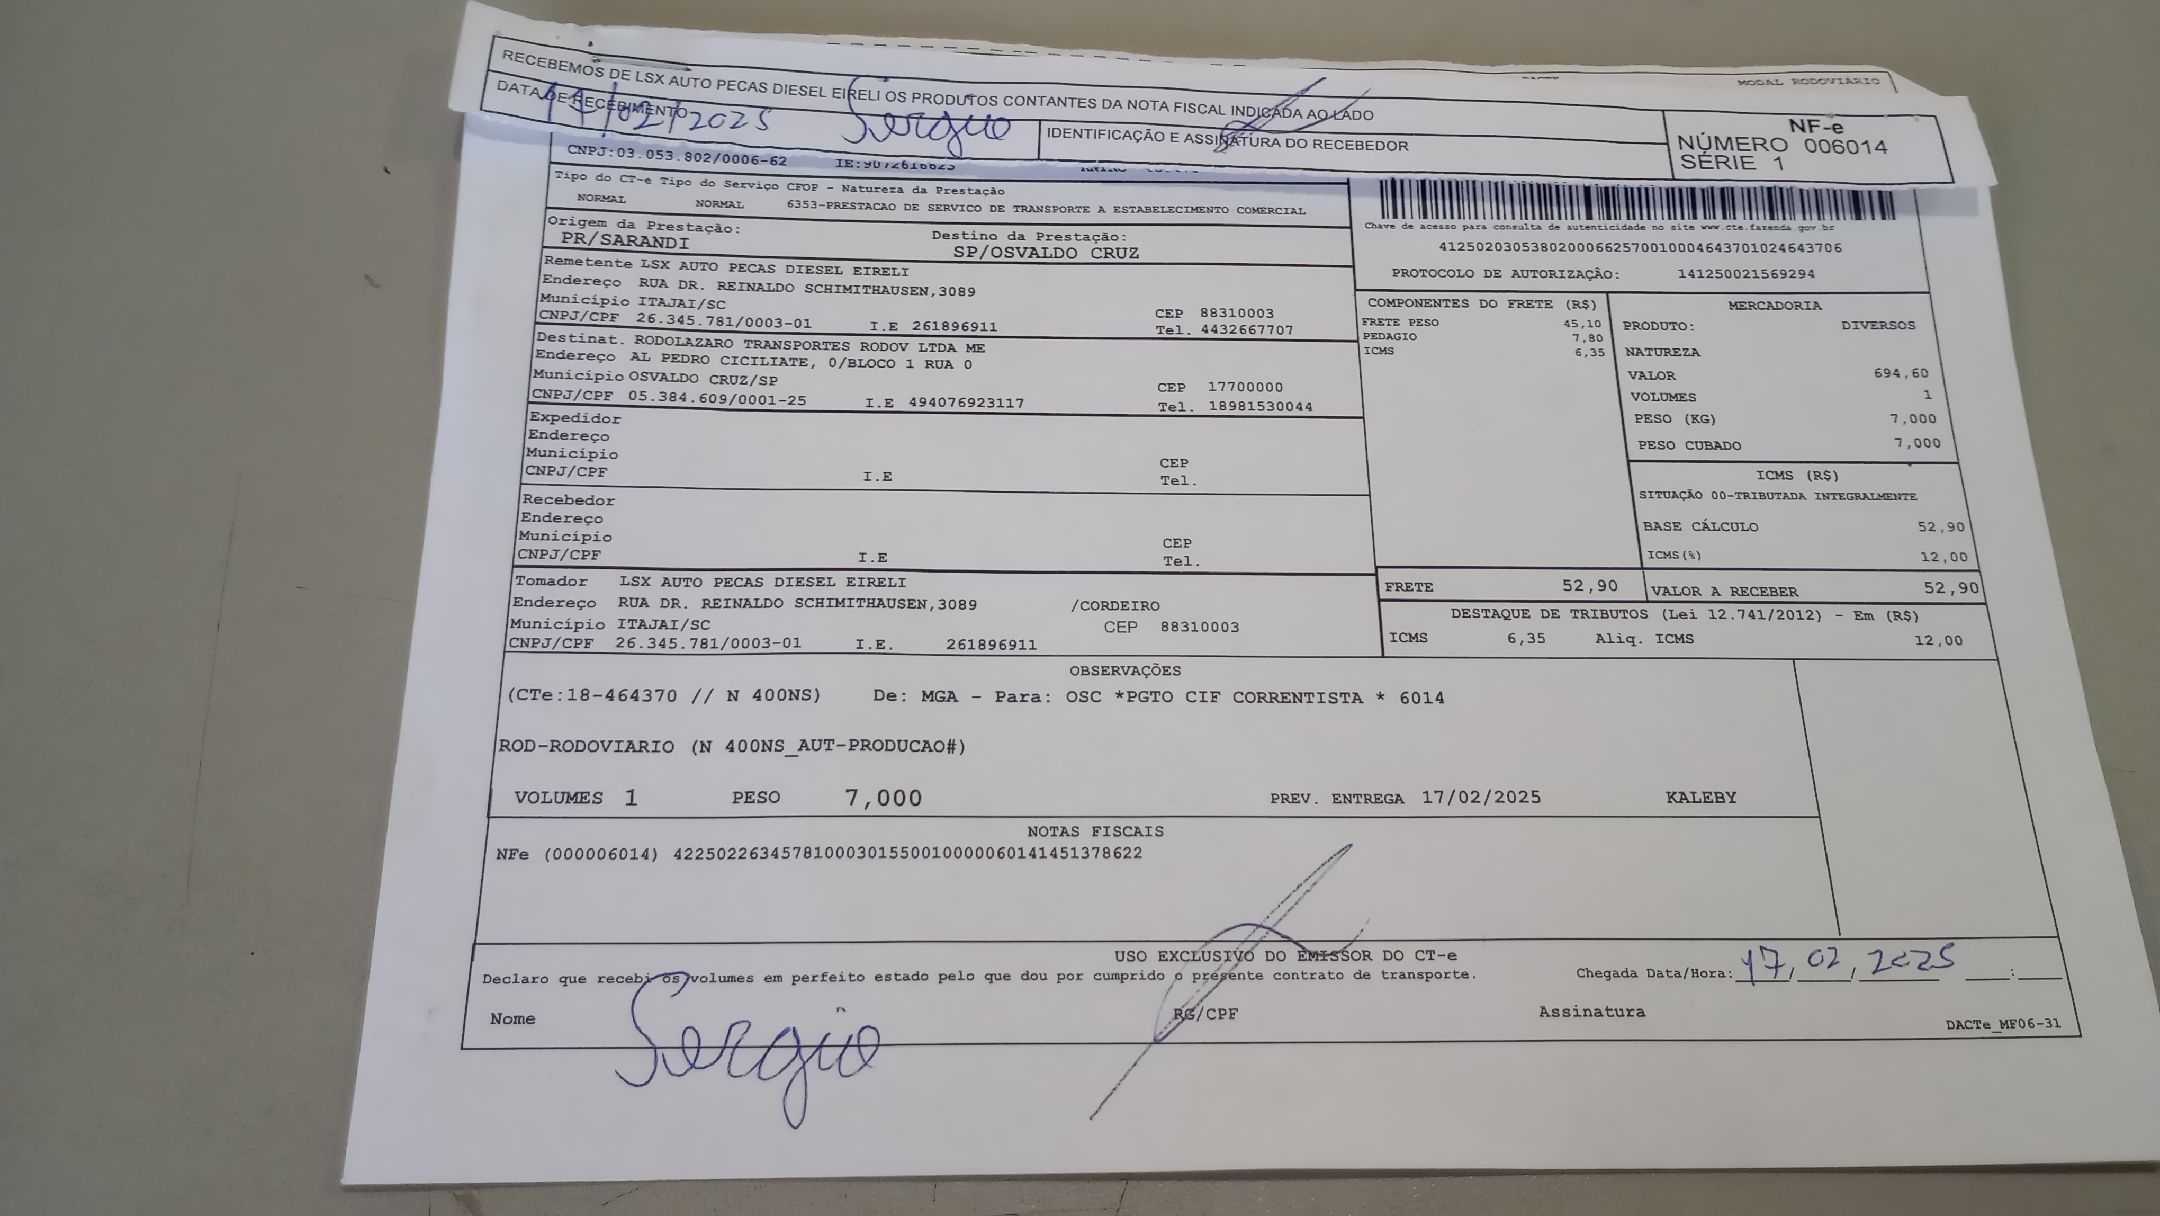 MODAL RODOVIÁRIO
RECEBEMOS DE LSX AUTO PECAS DIESEL EIRELI OS PRODUTOS CONTANTES DA NOTA FISCAL INDICADA AO LADO
DATA DE RECEBIMENTO
17/02/2025 Sergio
IDENTIFICAÇÃO E ASSINATURA DO RECEBEDOR
NF-e
NÚMERO 006014
SÉRIE 1
CNPJ:03.053.802/0006-62 IE:9072616623
Tipo do CT-e Tipo do Serviço CFOP - Natureza da Prestação
NORMAL NORMAL 6353-PRESTACAO DE SERVICO DE TRANSPORTE A ESTABELECIMENTO COMERCIAL
Origem da Prestação: Destino da Prestação:
PR/SARANDI SP/OSVALDO CRUZ
Chave de acesso para consulta de autenticidade no site www.cte.fazenda.gov.br
41250203053802000662570010004643701024643706
PROTOCOLO DE AUTORIZAÇÃO: 141250021569294
Remetente LSX AUTO PECAS DIESEL EIRELI
Endereço RUA DR. REINALDO SCHIMITHAUSEN,3089
Município ITAJAI/SC CEP 88310003
CNPJ/CPF 26.345.781/0003-01 I.E 261896911 Tel. 4432667707
Destinat. RODOLAZARO TRANSPORTES RODOV LTDA ME
Endereço AL PEDRO CICILIATE, 0/BLOCO 1 RUA 0
Município OSVALDO CRUZ/SP CEP 17700000
CNPJ/CPF 05.384.609/0001-25 I.E 494076923117 Tel. 18981530044
Expedidor
Endereço
Município CEP
CNPJ/CPF I.E Tel.
Recebedor
Endereço
Município CEP
CNPJ/CPF I.E Tel.
Tomador LSX AUTO PECAS DIESEL EIRELI
Endereço RUA DR. REINALDO SCHIMITHAUSEN,3089 /CORDEIRO
Município ITAJAI/SC CEP 88310003
CNPJ/CPF 26.345.781/0003-01 I.E. 261896911
COMPONENTES DO FRETE (R$)
FRETE PESO 45,10
PEDAGIO 7,80
ICMS 6,35
MERCADORIA
PRODUTO: DIVERSOS
NATUREZA
VALOR 694,60
VOLUMES 1
PESO (KG) 7,000
PESO CUBADO 7,000
ICMS (R$)
SITUAÇÃO 00-TRIBUTADA INTEGRALMENTE
BASE CÁLCULO 52,90
ICMS(%) 12,00
FRETE 52,90 VALOR A RECEBER 52,90
DESTAQUE DE TRIBUTOS (Lei 12.741/2012) - Em (R$)
ICMS 6,35 Aliq. ICMS 12,00
OBSERVAÇÕES
(CTe:18-464370 // N 400NS) De: MGA - Para: OSC *PGTO CIF CORRENTISTA * 6014
ROD-RODOVIARIO (N 400NS_AUT-PRODUCAO#)
VOLUMES 1 PESO 7,000 PREV. ENTREGA 17/02/2025 KALEBY
NOTAS FISCAIS
NFe (000006014) 42250226345781000301550010000060141451378622
USO EXCLUSIVO DO EMISSOR DO CT-e
Declaro que recebi os volumes em perfeito estado pelo que dou por cumprido o presente contrato de transporte. Chegada Data/Hora: 17/02/2025 __:__
Nome Sergio RG/CPF Assinatura
DACTe_MF06-31